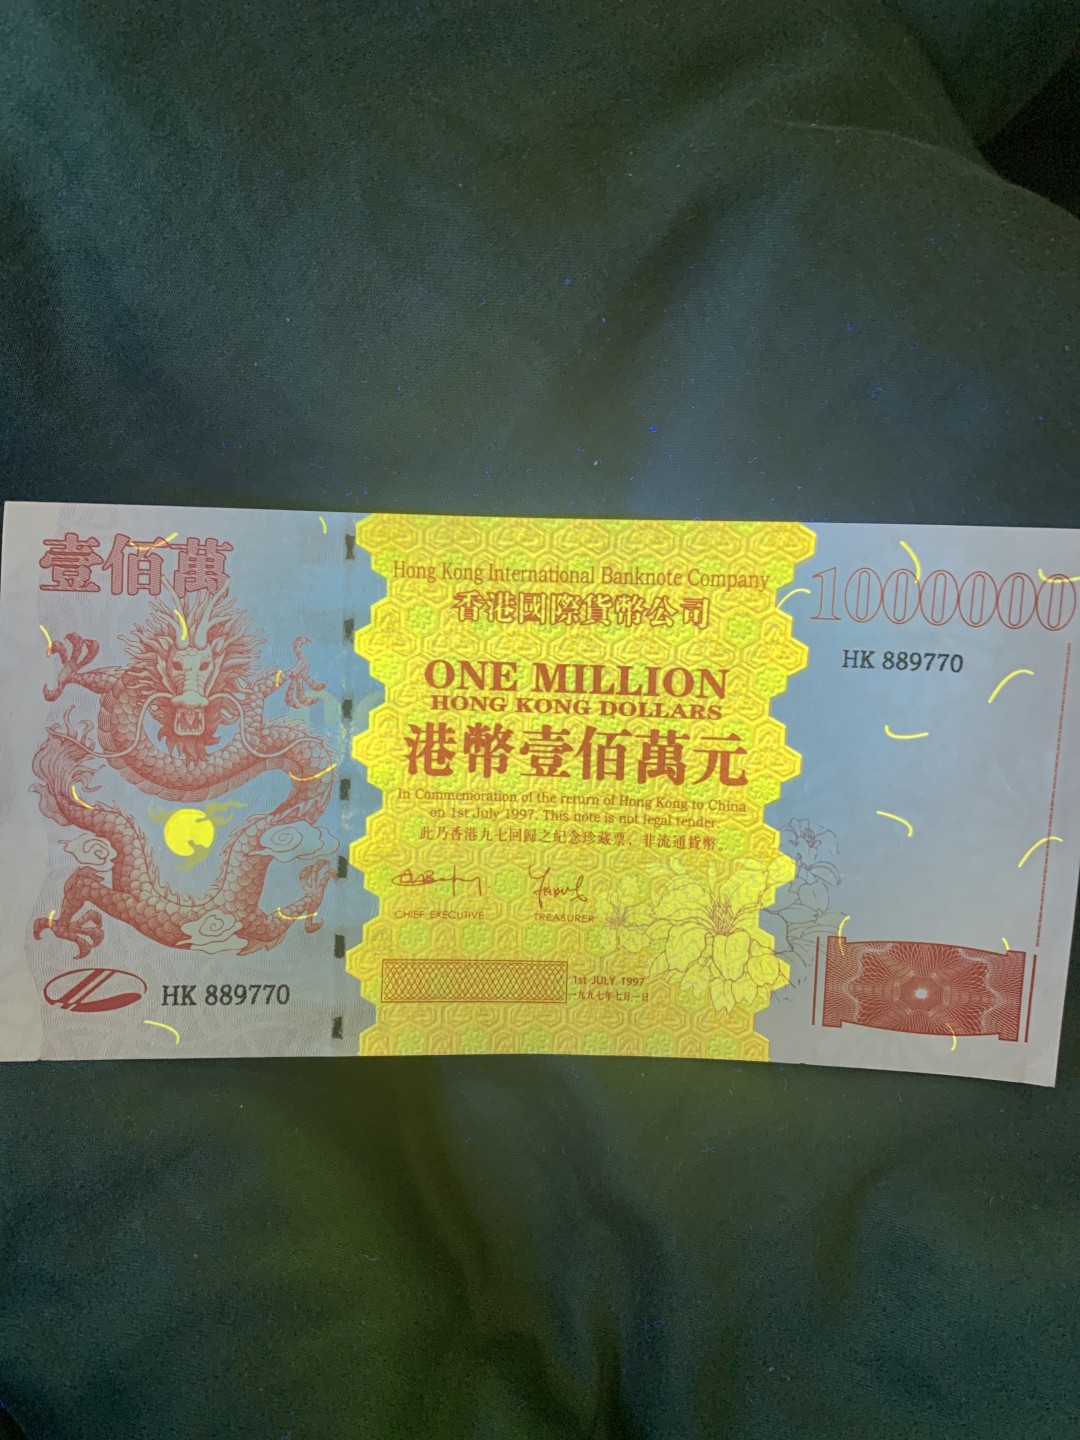 壹佰萬
Hong Kong International Banknote Company
香港國際貨幣公司
1000000
HK 889770
ONE MILLION
HONG KONG DOLLARS
港幣壹佰萬元
In Commemoration of the return of Hong Kong to China
on 1st July 1997. This note is not legal tender.
此乃香港九七回歸之紀念珍藏票，非流通貨幣。
CHIEF EXECUTIVE
TREASURER
1st JULY, 1997
一九九七年七月一日
HK 889770